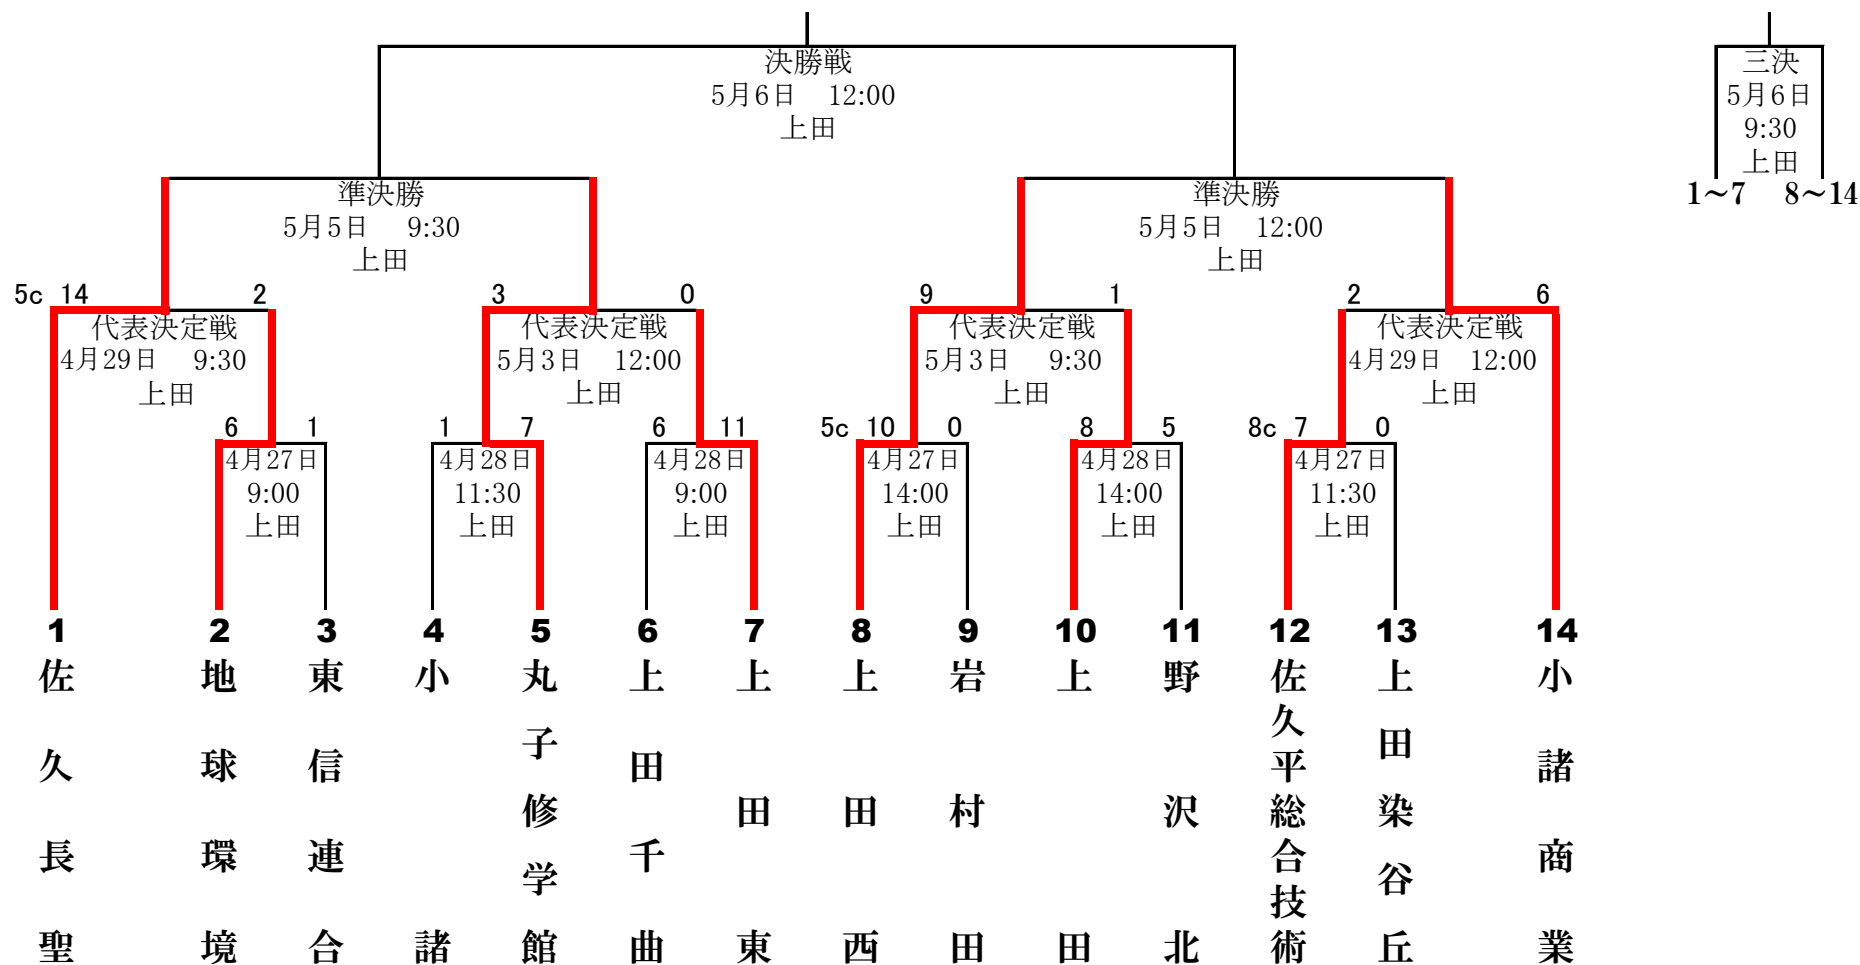 決勝戦
5月6日 12:00
上田
三決
5月6日
9:30
上田
1～7 8～14
準決勝
5月5日 9:30
上田
準決勝
5月5日 12:00
上田
5c 14 2
代表決定戦
4月29日 9:30
上田
3 0
代表決定戦
5月3日 12:00
上田
9 1
代表決定戦
5月3日 9:30
上田
2 6
代表決定戦
4月29日 12:00
上田
6 1
4月27日
9:00
上田
1 7
4月28日
11:30
上田
6 11
4月28日
9:00
上田
5c 10 0
4月27日
14:00
上田
8 5
4月28日
14:00
上田
8c 7 0
4月27日
11:30
上田
1 2 3 4 5 6 7 8 9 10 11 12 13 14
佐久長聖
地球環境
東信連合
小諸
丸子修学館
上田千曲
上田東
上田西
岩村田
上田
野沢北
佐久平総合技術
上田染谷丘
小諸商業